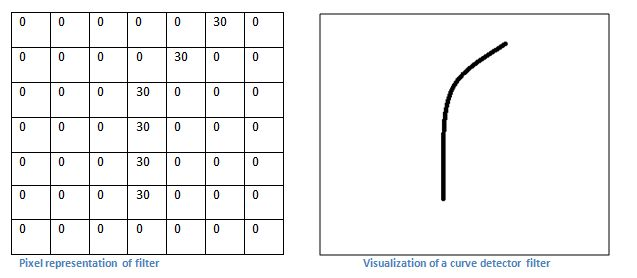 0 0 0 0 0 30 0
0 0 0 0 30 0 0
0 0 0 30 0 0 0
0 0 0 30 0 0 0
0 0 0 30 0 0 0
0 0 0 30 0 0 0
0 0 0 0 0 0 0
Pixel representation of filter
Visualization of a curve detector filter